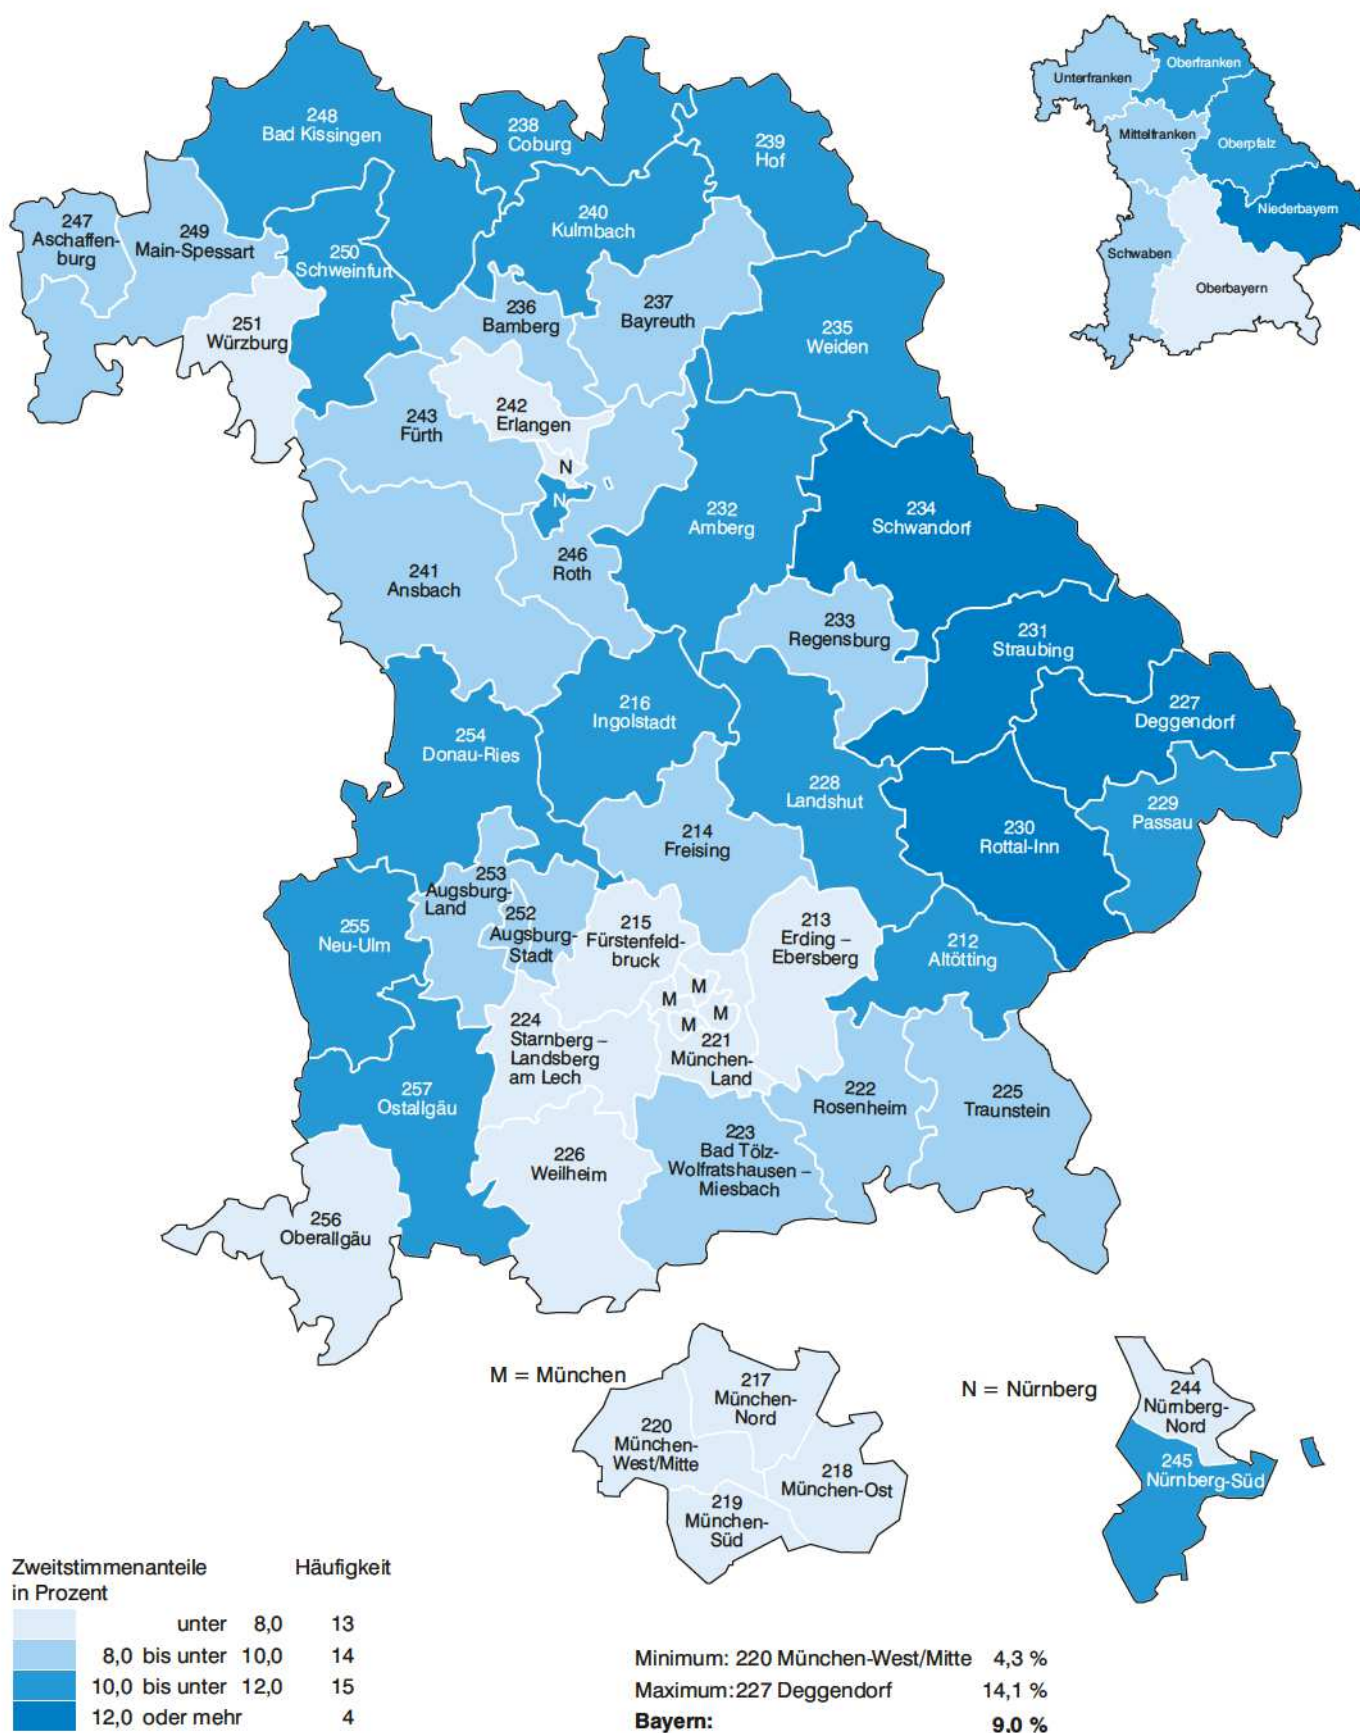 248
Bad Kissingen
238
Coburg
239
Hof
247
Aschaffen-
burg
249
Main-Spessart
250
Schweinfurt
240
Kulmbach
251
Würzburg
236
Bamberg
237
Bayreuth
235
Weiden
243
Fürth
242
Erlangen
N
N
232
Amberg
234
Schwandorf
241
Ansbach
246
Roth
233
Regensburg
231
Straubing
227
Deggendorf
216
Ingolstadt
254
Donau-Ries
228
Landshut
229
Passau
230
Rottal-Inn
214
Freising
253
Augsburg-
Land
252
Augsburg-
Stadt
215
Fürstenfeld-
bruck
213
Erding –
Ebersberg
255
Neu-Ulm
212
Altötting
M
M
M
M
224
Starnberg –
Landsberg
am Lech
221
München-
Land
257
Ostallgäu
222
Rosenheim
225
Traunstein
226
Weilheim
223
Bad Tölz-
Wolfratshausen –
Miesbach
256
Oberallgäu
Unterfranken
Oberfranken
Mittelfranken
Oberpfalz
Niederbayern
Schwaben
Oberbayern
M = München
217
München-
Nord
220
München-
West/Mitte
218
München-Ost
219
München-
Süd
N = Nürnberg
244
Nürnberg-
Nord
245
Nürnberg-Süd
Zweitstimmenanteile Häufigkeit
in Prozent
unter 8,0 13
8,0 bis unter 10,0 14
10,0 bis unter 12,0 15
12,0 oder mehr 4
Minimum: 220 München-West/Mitte 4,3 %
Maximum: 227 Deggendorf 14,1 %
Bayern: 9,0 %